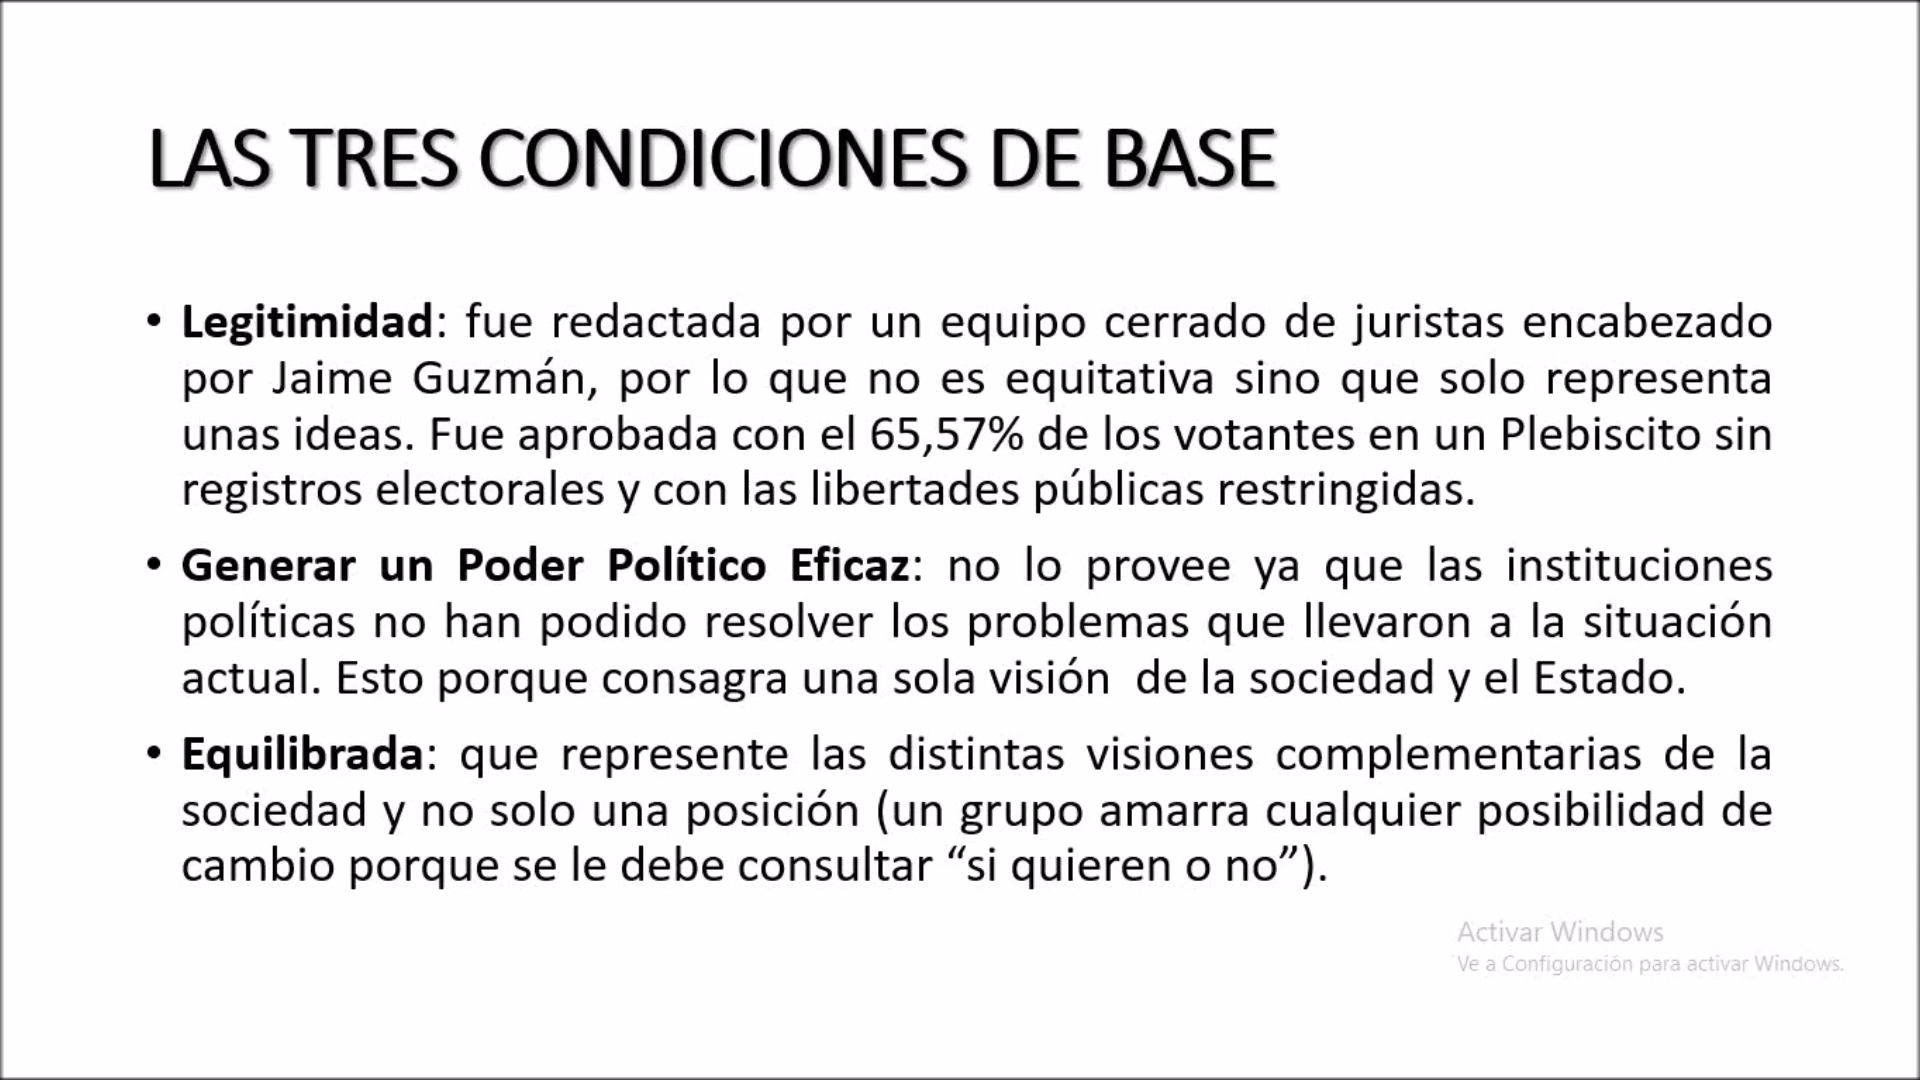 LAS TRES CONDICIONES DE BASE
• Legitimidad: fue redactada por un equipo cerrado de juristas encabezado
por Jaime Guzmán, por lo que no es equitativa sino que solo representa
unas ideas. Fue aprobada con el 65,57% de los votantes en un Plebiscito sin
registros electorales y con las libertades públicas restringidas.
• Generar un Poder Político Eficaz: no lo provee ya que las instituciones
políticas no han podido resolver los problemas que llevaron a la situación
actual. Esto porque consagra una sola visión  de la sociedad y el Estado.
• Equilibrada: que represente las distintas visiones complementarias de la
sociedad y no solo una posición (un grupo amarra cualquier posibilidad de
cambio porque se le debe consultar “si quieren o no”).
Activar Windows
Ve a Configuración para activar Windows.